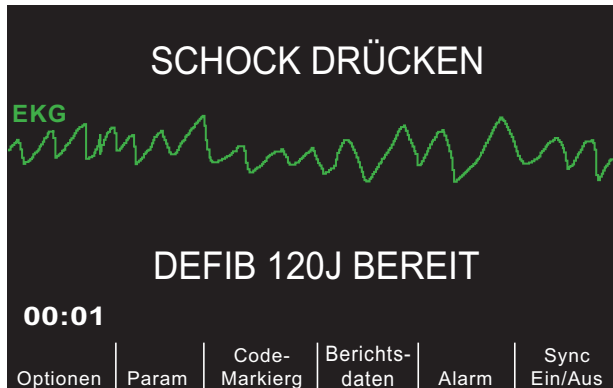 SCHOCK DRÜCKEN
EKG
DEFIB 120J BEREIT
00:01
Optionen
Param
Code-
Markierg
Berichts-
daten
Alarm
Sync
Ein/Aus